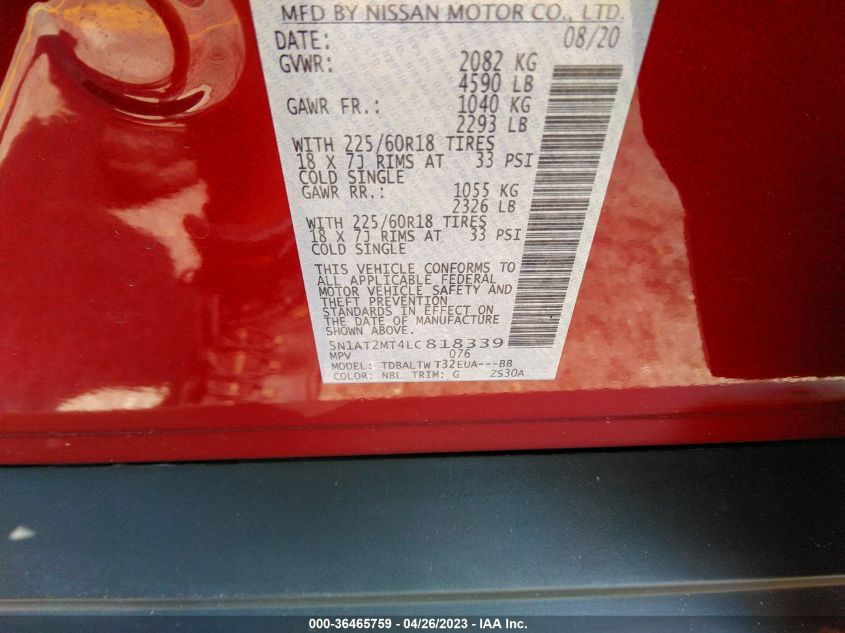 MFD BY NISSAN MOTOR CO., LTD.
DATE: 08/20
GVWR: 2082 KG
4590 LB
GAWR FR.: 1040 KG
2293 LB
WITH 225/60R18 TIRES
18 X 7J RIMS AT 33 PSI
COLD SINGLE
GAWR RR.: 1055 KG
2326 LB
WITH 225/60R18 TIRES
18 X 7J RIMS AT 33 PSI
COLD SINGLE
THIS VEHICLE CONFORMS TO
ALL APPLICABLE FEDERAL
MOTOR VEHICLE SAFETY AND
THEFT PREVENTION
STANDARDS IN EFFECT ON
THE DATE OF MANUFACTURE
5N1AT2MT4LC818339
MPV 076
MODEL: TDBALTW T32EUA---BB
COLOR: NBL TRIM: G ZS30A
000-36465759 - 04/26/2023 - IAA Inc.